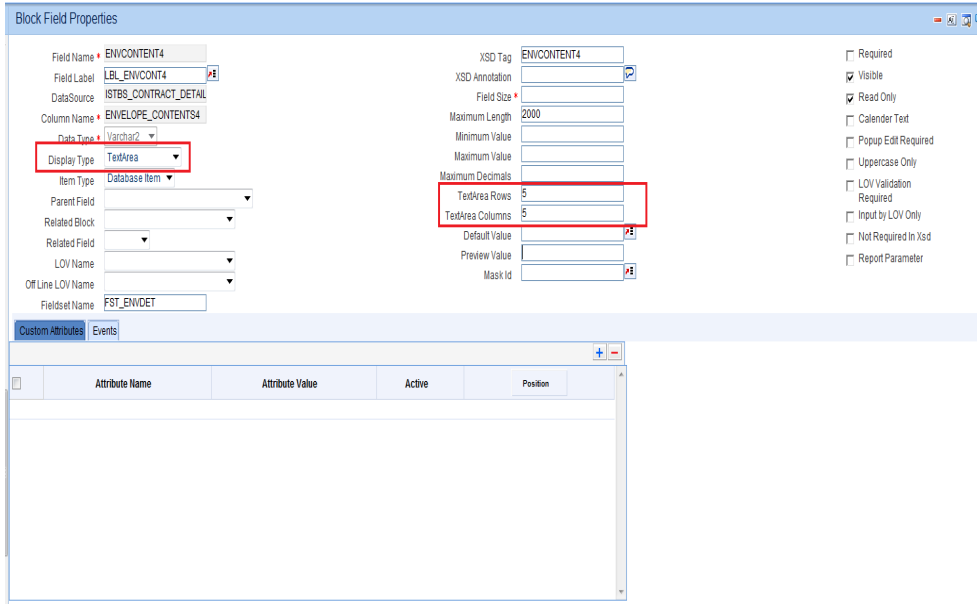 Block Field Properties
Field Name * ENVCONTENT4
Field Label LBL_ENVCONT4
DataSource ISTBS_CONTRACT_DETAIL
Column Name * ENVELOPE_CONTENTS4
Data Type * Varchar2
Display Type TextArea
Item Type Database Item
Parent Field
Related Block
Related Field
LOV Name
Off Line LOV Name
Fieldset Name FST_ENVDET
XSD Tag ENVCONTENT4
XSD Annotation
Field Size *
Maximum Length 2000
Minimum Value
Maximum Value
Maximum Decimals
TextArea Rows 5
TextArea Columns 5
Default Value
Preview Value
Mask Id
Required
Visible
Read Only
Calender Text
Popup Edit Required
Uppercase Only
LOV Validation
Required
Input by LOV Only
Not Required In Xsd
Report Parameter
Custom Attributes Events
Attribute Name Attribute Value Active Position